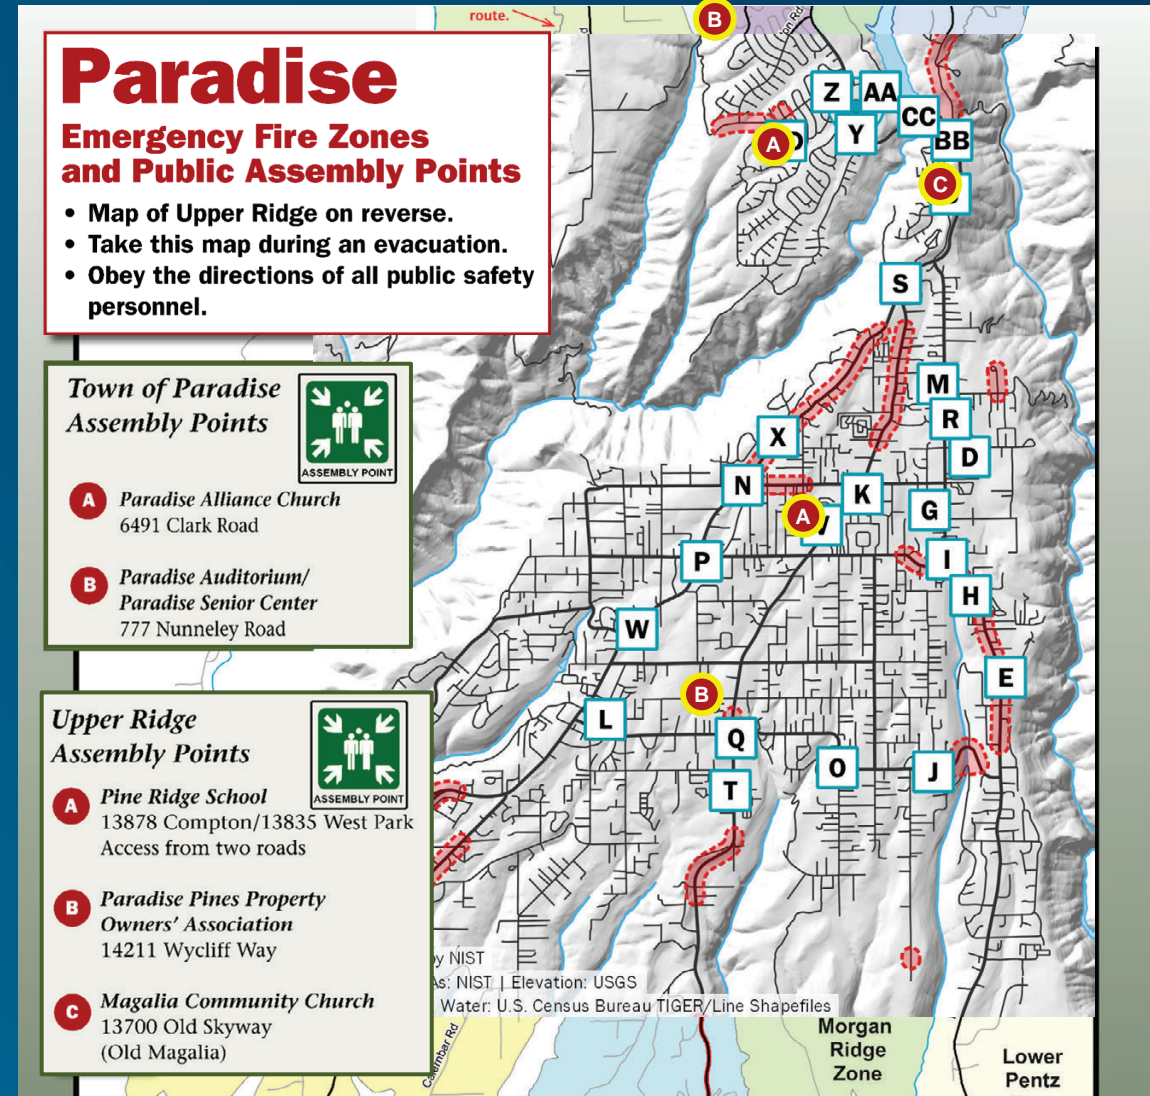 route.
B
on Rd
Paradise
Emergency Fire Zones
and Public Assembly Points
• Map of Upper Ridge on reverse.
• Take this map during an evacuation.
• Obey the directions of all public safety
personnel.
Z
AA
CC
Y
BB
A
C
S
M
R
D
X
N
K
G
A
P
I
H
W
E
B
L
Q
O
J
T
Town of Paradise
Assembly Points
ASSEMBLY POINT
A
Paradise Alliance Church
6491 Clark Road
B
Paradise Auditorium/
Paradise Senior Center
777 Nunneley Road
Upper Ridge
Assembly Points
ASSEMBLY POINT
A
Pine Ridge School
13878 Compton/13835 West Park
Access from two roads
B
Paradise Pines Property
Owners' Association
14211 Wycliff Way
C
Magalia Community Church
13700 Old Skyway
(Old Magalia)
by NIST
As: NIST | Elevation: USGS
Water: U.S. Census Bureau TIGER/Line Shapefiles
Rd
Morgan
Ridge
Zone
Lower
Pentz